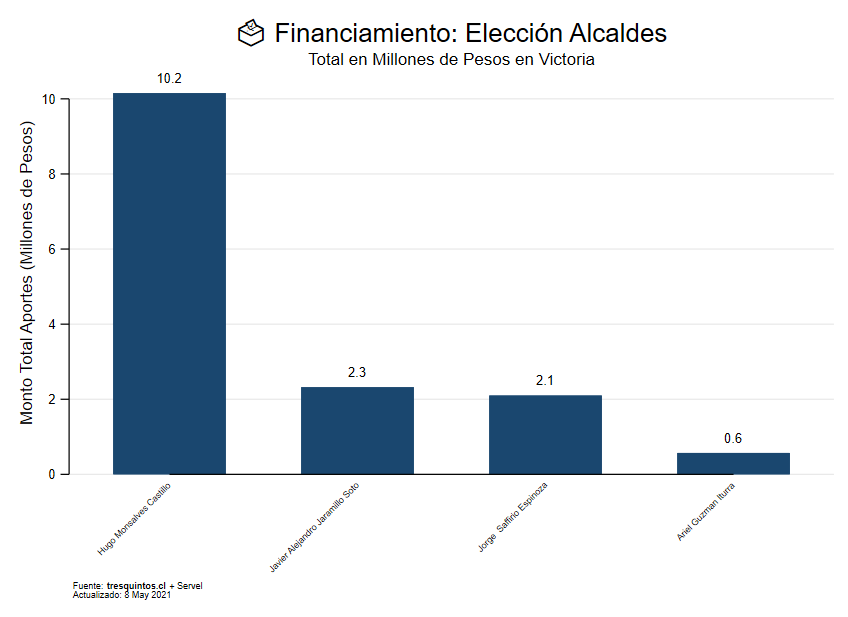 Financiamiento: Elección Alcaldes
Total en Millones de Pesos en Victoria
Monto Total Aportes (Millones de Pesos)
10
8
6
4
2
0
10.2
2.3
2.1
0.6
Hugo Monsalves Castillo
Javier Alejandro Jaramillo Soto
Jorge Saffirio Espinoza
Ariel Guzman Iturra
Fuente: tresquintos.cl + Servel
Actualizado: 8 May 2021